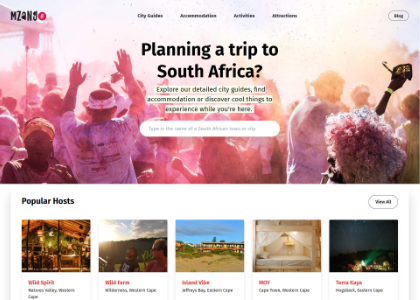 MZANSI
City Guides Accommodation Activities Attractions Blog
Planning a trip to
South Africa?
Explore our detailed city guides, find
accommodation or discover cool things to
experience while you're here.
Type in the name of a South African town or city
Popular Hosts
View All
Wild Spirit
Natures Valley, Western
Cape
Wild Farm
Wilderness, Western Cape
Island Vibe
Jeffreys Bay, Eastern Cape
MOY
Cape Town, Western Cape
Terra Kaya
Hogsback, Eastern Cape